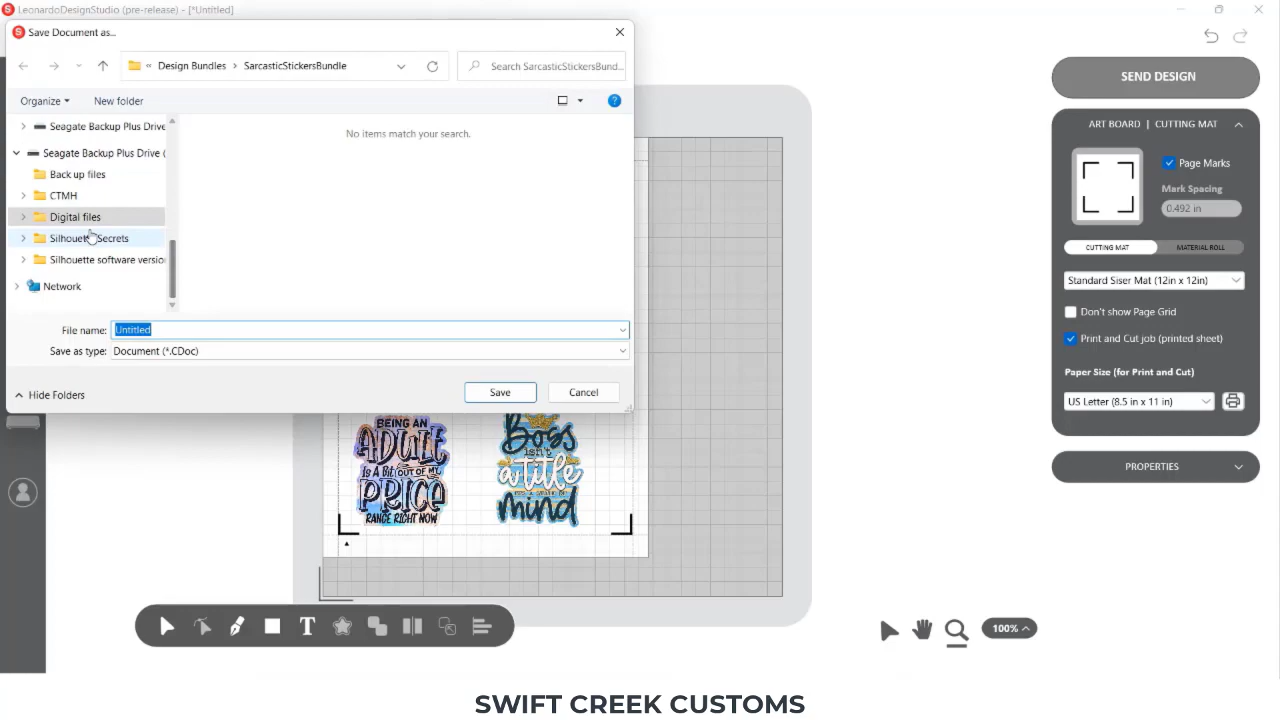 LeonardoDesignStudio (pre-release) - [*Untitled]
Save Document as...
« Design Bundles > SarcasticStickersBundle
Search SarcasticStickersBund...
Organize
New folder
Seagate Backup Plus Drive
Seagate Backup Plus Drive (
Back up files
CTMH
Digital files
Silhouette Secrets
Silhouette software versio
Network
No items match your search.
File name: Untitled
Save as type: Document (*.CDoc)
Hide Folders
Save
Cancel
SEND DESIGN
ART BOARD | CUTTING MAT
Page Marks
Mark Spacing
0.492 in
CUTTING MAT
MATERIAL ROLL
Standard Siser Mat (12in x 12in)
Don't show Page Grid
Print and Cut job (printed sheet)
Paper Size (for Print and Cut)
US Letter (8.5 in x 11 in)
PROPERTIES
BEING AN
ADULT
IS A BIT OUT OF MY
PRICE
RANGE RIGHT NOW
Boss
isn't
a title
mind
T
100%
SWIFT CREEK CUSTOMS